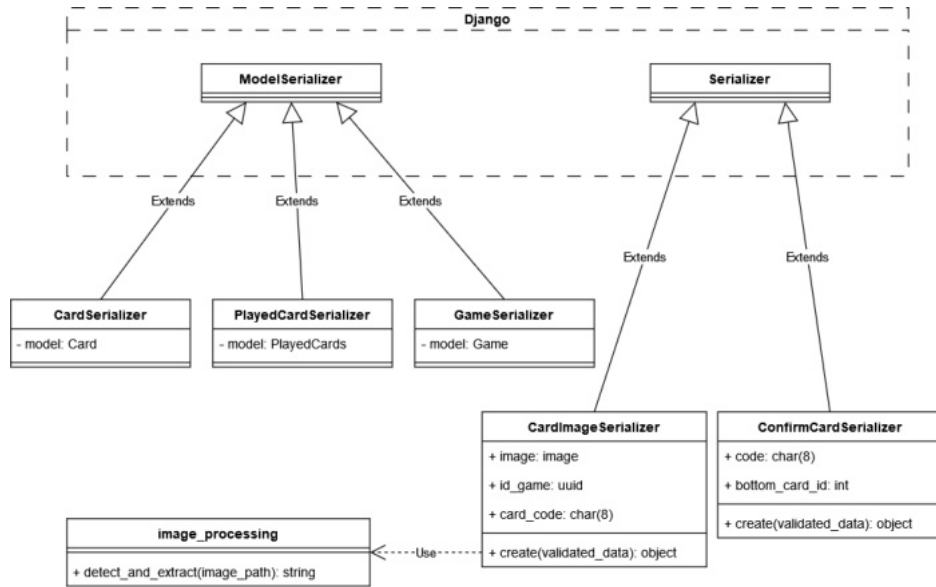 Django
ModelSerializer
Serializer
Extends
Extends
Extends
Extends
Extends
CardSerializer
- model: Card
PlayedCardSerializer
- model: PlayedCards
GameSerializer
- model: Game
CardImageSerializer
+ image: image
+ id_game: uuid
+ card_code: char(8)
+ create(validated_data): object
ConfirmCardSerializer
+ code: char(8)
+ bottom_card_id: int
+ create(validated_data): object
image_processing
+ detect_and_extract(image_path): string
Use